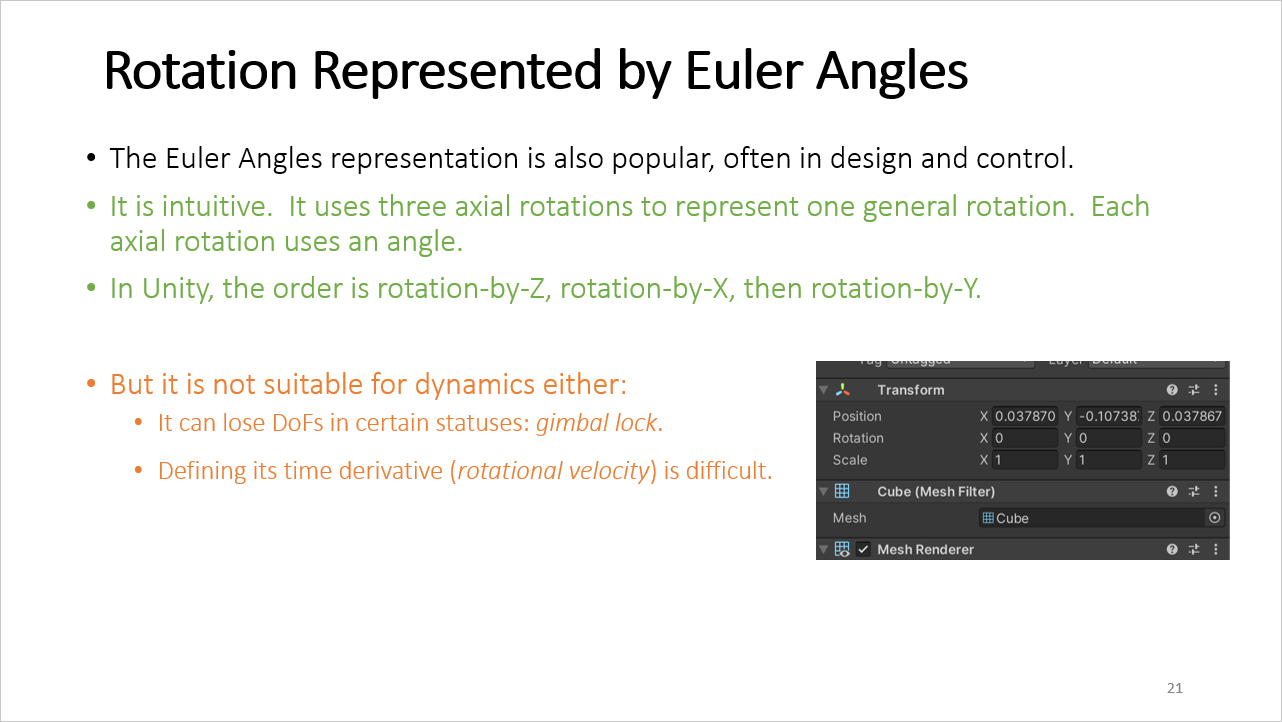 Rotation Represented by Euler Angles
• The Euler Angles representation is also popular, often in design and control.
• It is intuitive.  It uses three axial rotations to represent one general rotation.  Each
axial rotation uses an angle.
• In Unity, the order is rotation-by-Z, rotation-by-X, then rotation-by-Y.
• But it is not suitable for dynamics either:
• It can lose DoFs in certain statuses: gimbal lock.
• Defining its time derivative (rotational velocity) is difficult.
Tag Untagged Layer Default
Transform
Position X 0.037870 Y -0.10738 Z 0.037867
Rotation X 0 Y 0 Z 0
Scale X 1 Y 1 Z 1
Cube (Mesh Filter)
Mesh Cube
Mesh Renderer
21